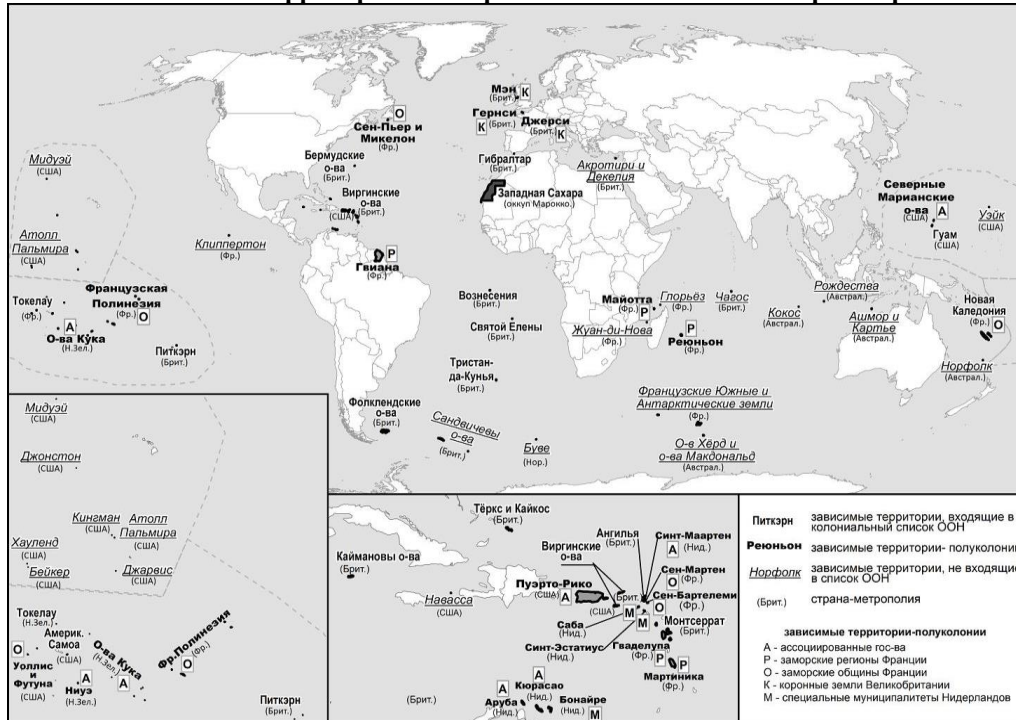 Мэн К
(Брит.)
Гернси
К (Брит.)
Джерси
(Брит.) К
О
Сен-Пьер и
Микелон
(Фр.)
Бермудские
о-ва
(Брит.)
Гибралтар
(Брит.)
Акротири и
Декелия
(Брит.)
Мидуэй
(США)
Виргинские
о-ва
(США) (Брит.)
Западная Сахара
(оккуп Марокко.)
Северные
Марианские
о-ва А
(США)
Гуам
(США)
Уэйк
(США)
Атолл
Пальмира
(США)
Клиппертон
(Фр.)
Р
Гвиана
(Фр.)
Токелау
(Фр.)
Французская
Полинезия
(Фр.) О
А
О-ва Кука
(Н.Зел.)
Питкэрн
(Брит.)
Вознесения
(Брит.)
Святой Елены
(Брит.)
Тристан-
да-Кунья
(Брит.)
Майотта
(Фр.) Р
Глорьёз
(Фр.)
Чагос
(Брит.)
Жуан-ди-Нова
(Фр.)
Р
Реюньон
(Фр.)
Рождества
(Австрал.)
Кокос
(Австрал.)
Ашмор и
Картье
(Австрал.)
Новая
Каледония
(Фр.) О
Норфолк
(Австрал.)
Фолклендские
о-ва
(Брит.)
Сандвичевы
о-ва
(Брит.)
Буве
(Нор.)
Французские Южные и
Антарктические земли
(Фр.)
О-в Хёрд и
о-ва Макдональд
(Австрал.)
Мидуэй
(США)
Джонстон
(США)
Кингман
(США)
Атолл
Пальмира
(США)
Хауленд
(США)
Бейкер
(США)
Джарвис
(США)
Токелау
(Н.Зел.)
Америк.
Самоа
(США)
О
Уоллис
и
Футуна
(США)
А
Ниуэ
(Н.Зел.)
О-ва Кука
(Н.Зел.)
А
Фр.Полинезия
(Фр.)
О
Питкэрн
(Брит.)
Тёркс и Кайкос
(Брит.)
Каймановы о-ва
(Брит.)
Навасса
(США)
Виргинские
о-ва
Ангилья
(Брит.)
Синт-Маартен
А (Нид.)
Сен-Мартен
О (Фр.)
Пуэрто-Рико
(США) А
(США)
Брит.
Сен-Бартелеми
О (Фр.)
Саба М
(Нид.)
Синт-Эстатиус М
(Нид.)
Монтсеррат
(Брит.)
Гваделупа
(Фр.) Р Р
Мартиника
(Фр.)
(Брит.)
А
Аруба
(Нид.)
А
Кюрасао
(Нид.)
Бонайре
(Нид.) М
Питкэрн зависимые территории, входящие в
колониальный список ООН
Реюньон зависимые территории- полуколони
Норфолк зависимые территории, не входящие
в список ООН
(Брит.) страна-метрополия
зависимые территории-полуколонии
А - ассоциированные гос-ва
Р - заморские регионы Франции
О - заморские общины Франции
К - коронные земли Великобритании
М - специальные муниципалитеты Нидерландов